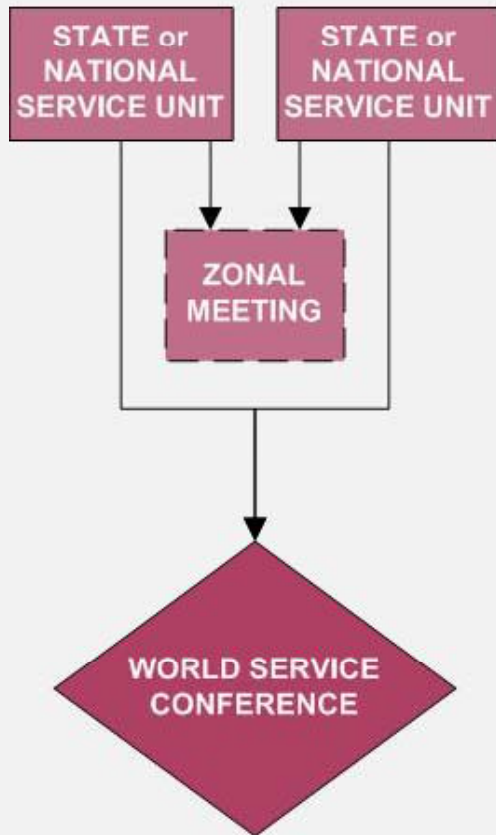 STATE or
NATIONAL
SERVICE UNIT
STATE or
NATIONAL
SERVICE UNIT
ZONAL
MEETING
WORLD SERVICE
CONFERENCE